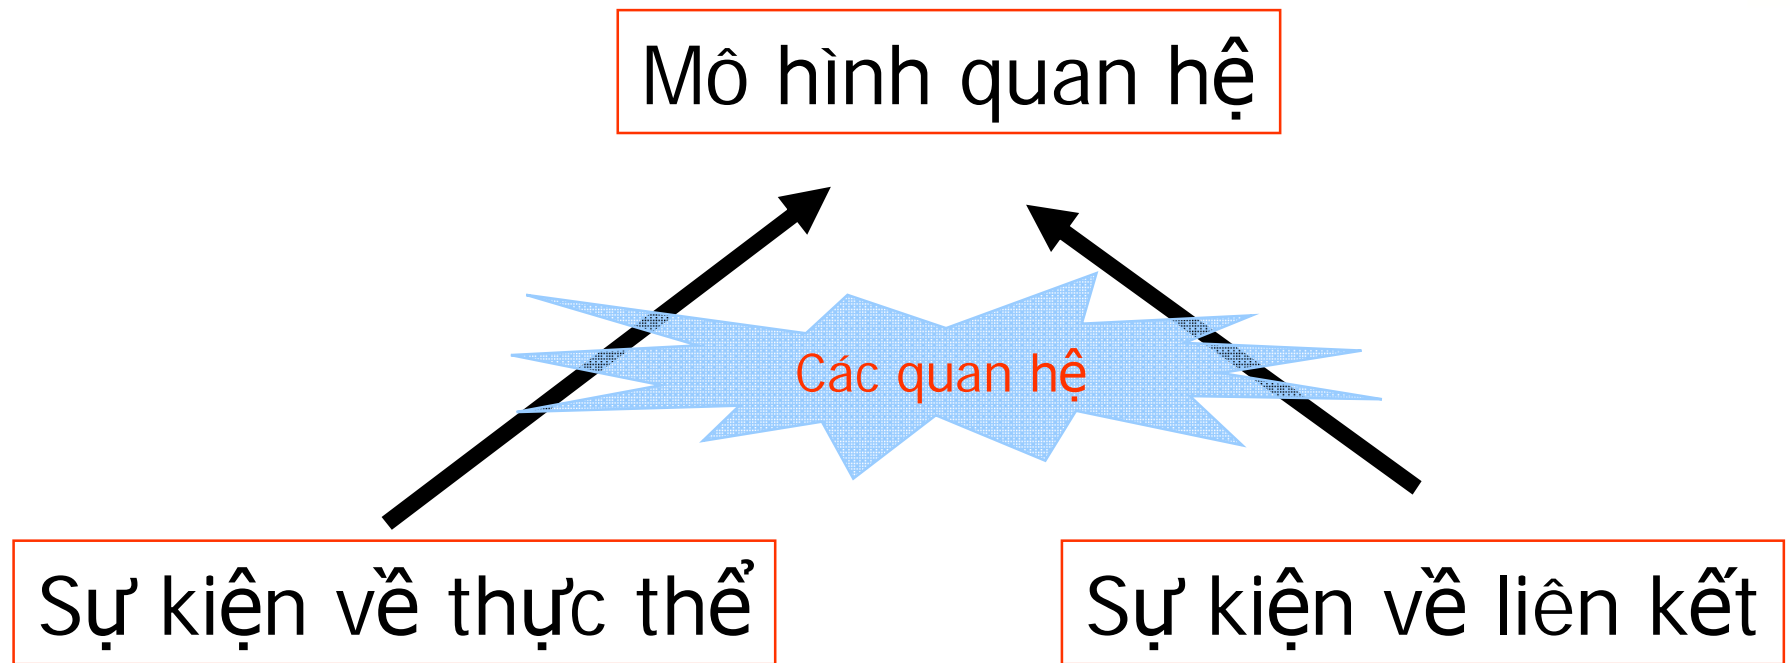 Mô hình quan hệ
Các quan hệ
Sự kiện về thực thể
Sự kiện về liên kết